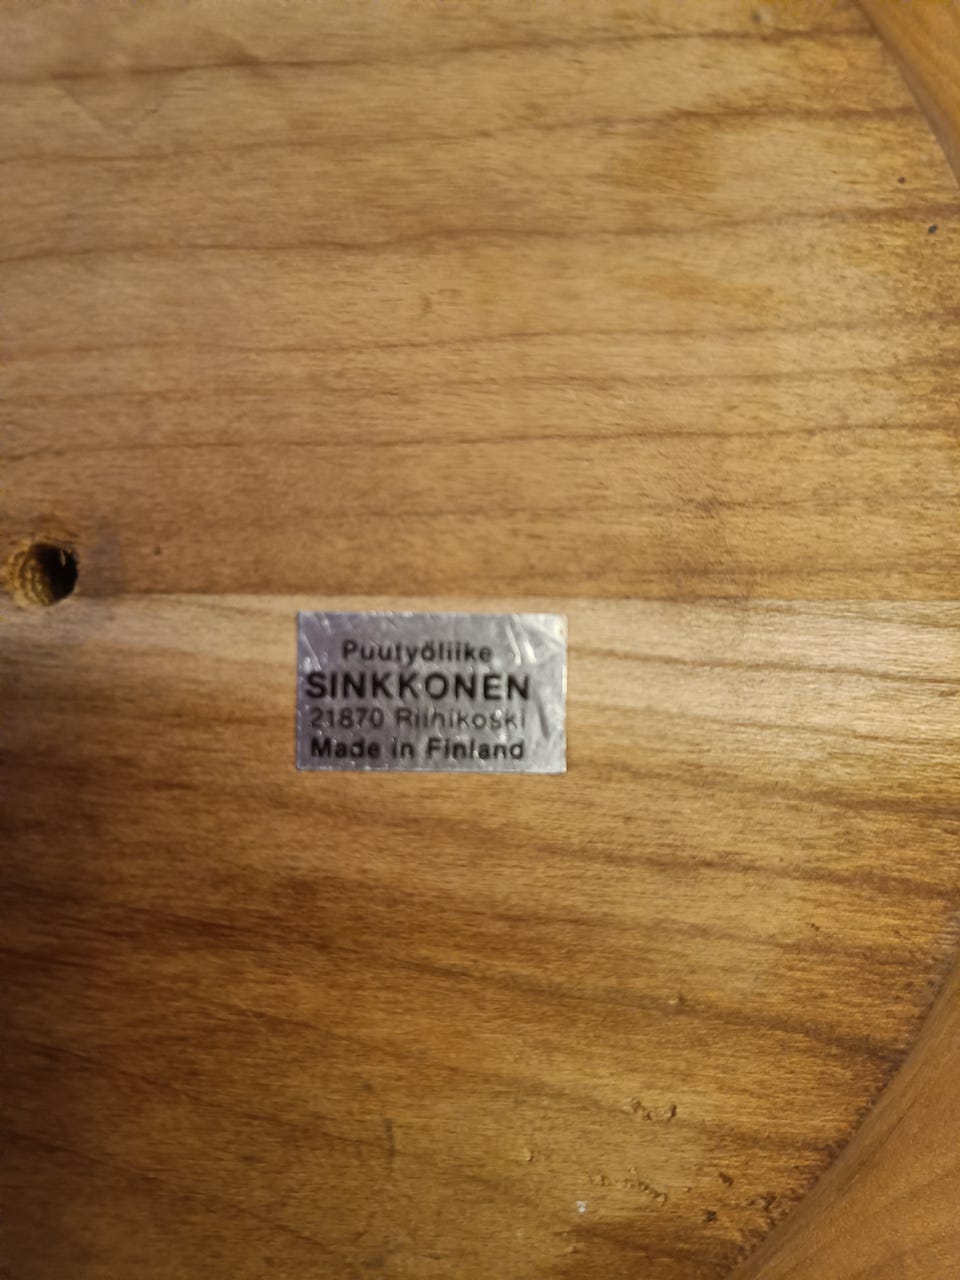 Puutyöliike
SINKKONEN
21870 Riihikoski
Made in Finland